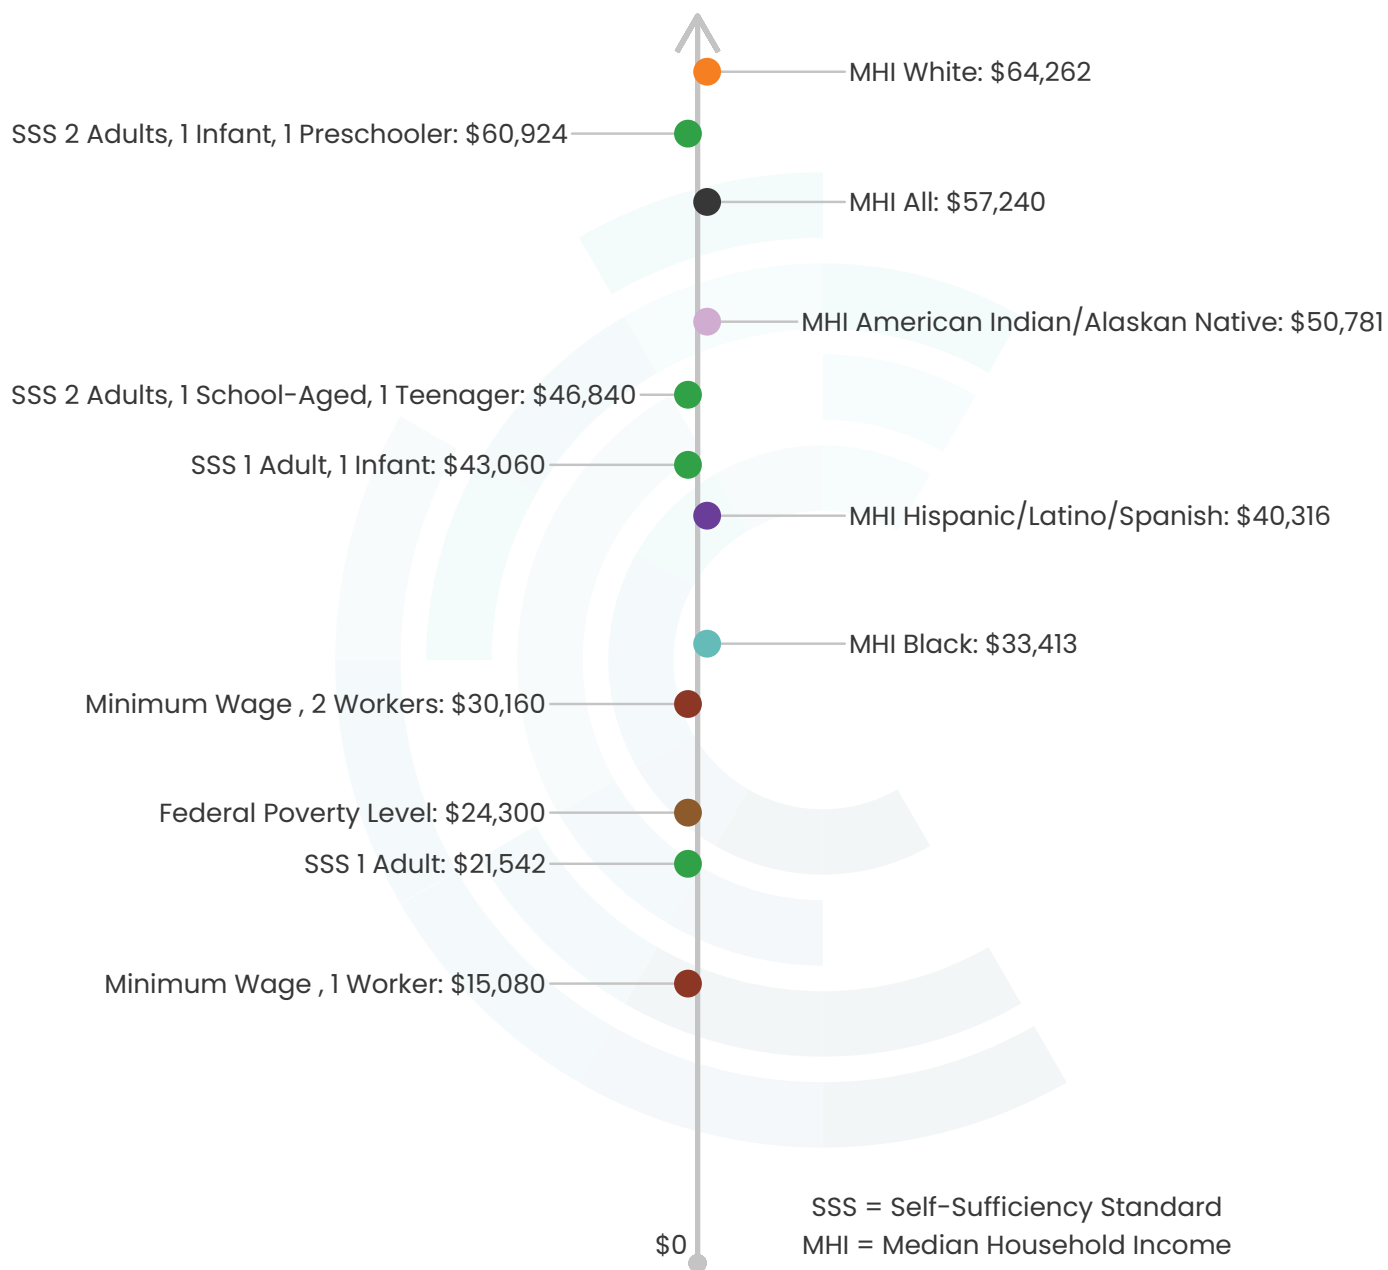 MHI White: $64,262
SSS 2 Adults, 1 Infant, 1 Preschooler: $60,924
MHI All: $57,240
MHI American Indian/Alaskan Native: $50,781
SSS 2 Adults, 1 School-Aged, 1 Teenager: $46,840
SSS 1 Adult, 1 Infant: $43,060
MHI Hispanic/Latino/Spanish: $40,316
MHI Black: $33,413
Minimum Wage , 2 Workers: $30,160
Federal Poverty Level: $24,300
SSS 1 Adult: $21,542
Minimum Wage , 1 Worker: $15,080
SSS = Self-Sufficiency Standard
$0
MHI = Median Household Income